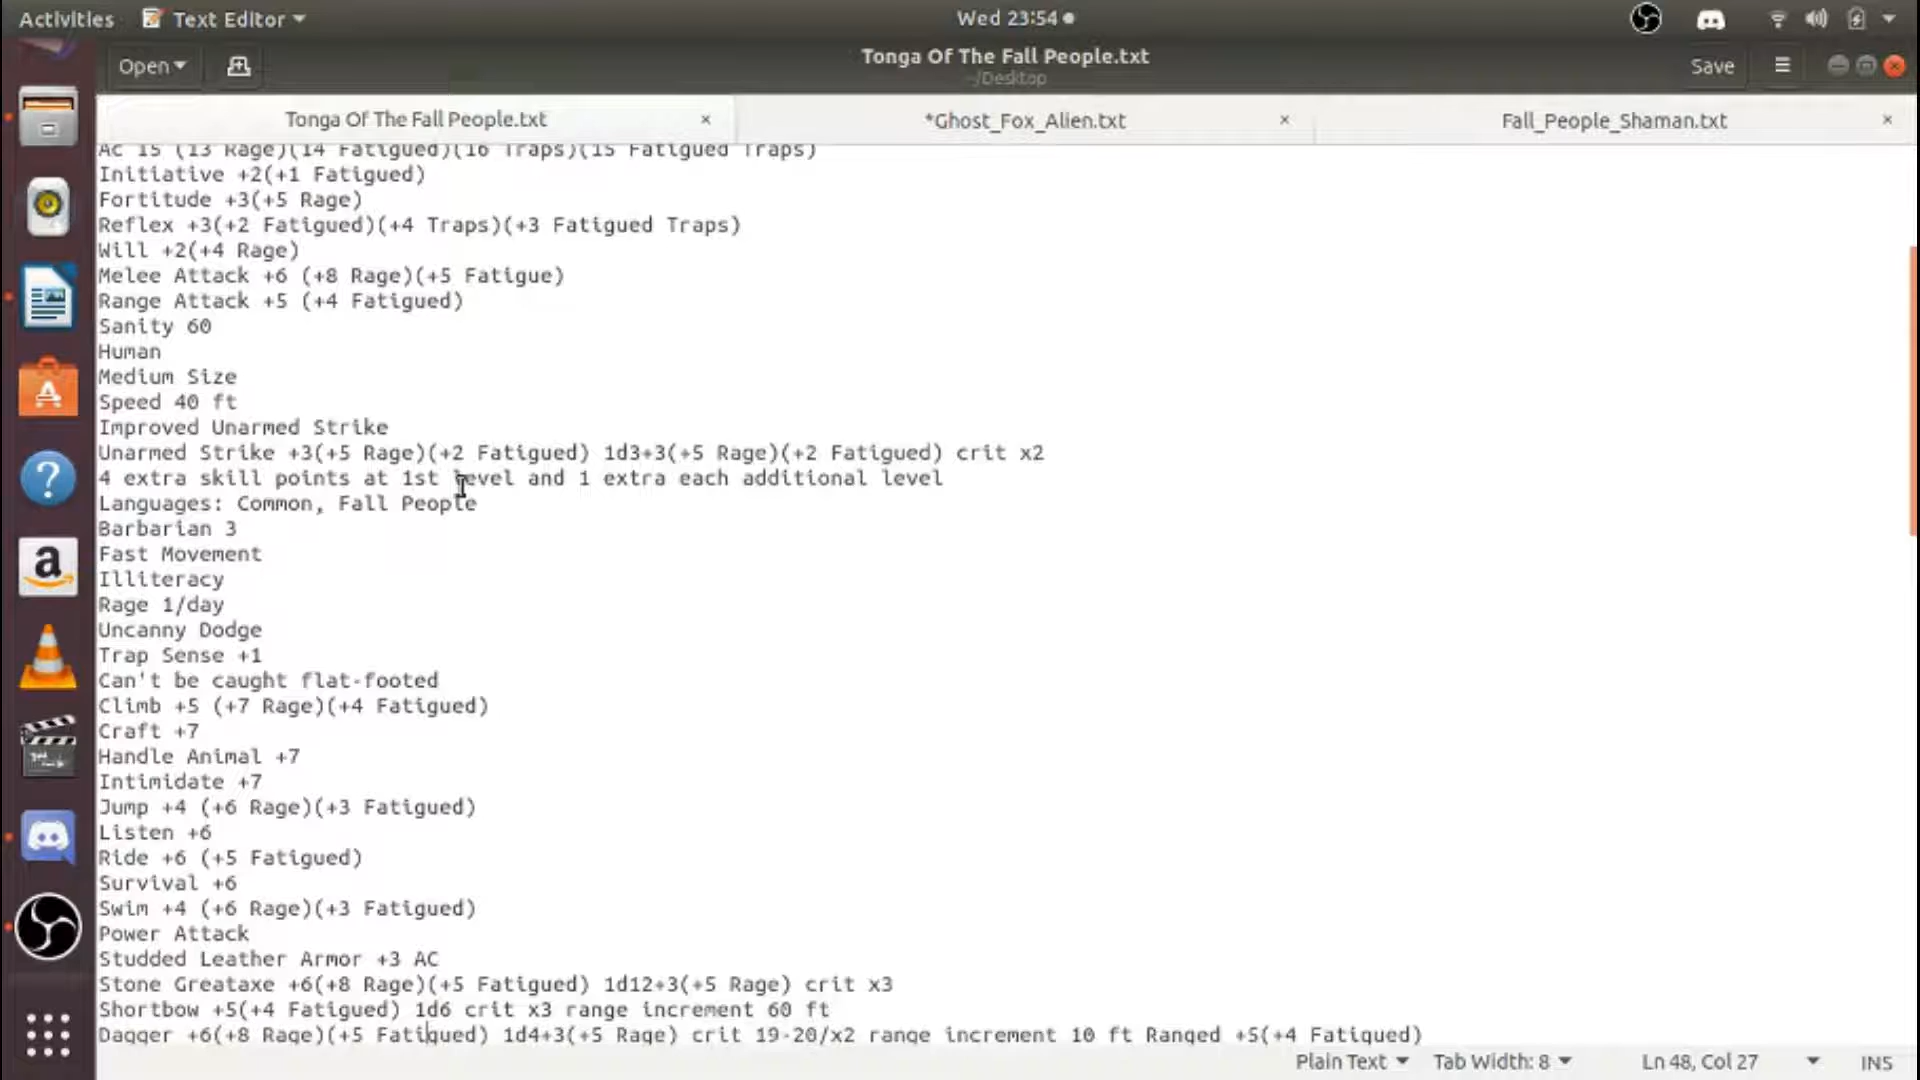 Activities Text Editor Wed 23:54
Open Tonga Of The Fall People.txt Save
~/Desktop
Tonga Of The Fall People.txt × *Ghost_Fox_Alien.txt × Fall_People_Shaman.txt ×
AC 15 (13 Rage)(14 Fatigued)(16 Traps)(15 Fatigued Traps)
Initiative +2(+1 Fatigued)
Fortitude +3(+5 Rage)
Reflex +3(+2 Fatigued)(+4 Traps)(+3 Fatigued Traps)
Will +2(+4 Rage)
Melee Attack +6 (+8 Rage)(+5 Fatigue)
Range Attack +5 (+4 Fatigued)
Sanity 60
Human
Medium Size
Speed 40 ft
Improved Unarmed Strike
Unarmed Strike +3(+5 Rage)(+2 Fatigued) 1d3+3(+5 Rage)(+2 Fatigued) crit x2
4 extra skill points at 1st level and 1 extra each additional level
Languages: Common, Fall People
Barbarian 3
Fast Movement
Illiteracy
Rage 1/day
Uncanny Dodge
Trap Sense +1
Can't be caught flat-footed
Climb +5 (+7 Rage)(+4 Fatigued)
Craft +7
Handle Animal +7
Intimidate +7
Jump +4 (+6 Rage)(+3 Fatigued)
Listen +6
Ride +6 (+5 Fatigued)
Survival +6
Swim +4 (+6 Rage)(+3 Fatigued)
Power Attack
Studded Leather Armor +3 AC
Stone Greataxe +6(+8 Rage)(+5 Fatigued) 1d12+3(+5 Rage) crit x3
Shortbow +5(+4 Fatigued) 1d6 crit x3 range increment 60 ft
Dagger +6(+8 Rage)(+5 Fatigued) 1d4+3(+5 Rage) crit 19-20/x2 range increment 10 ft Ranged +5(+4 Fatigued)
Plain Text Tab Width: 8 Ln 48, Col 27 INS